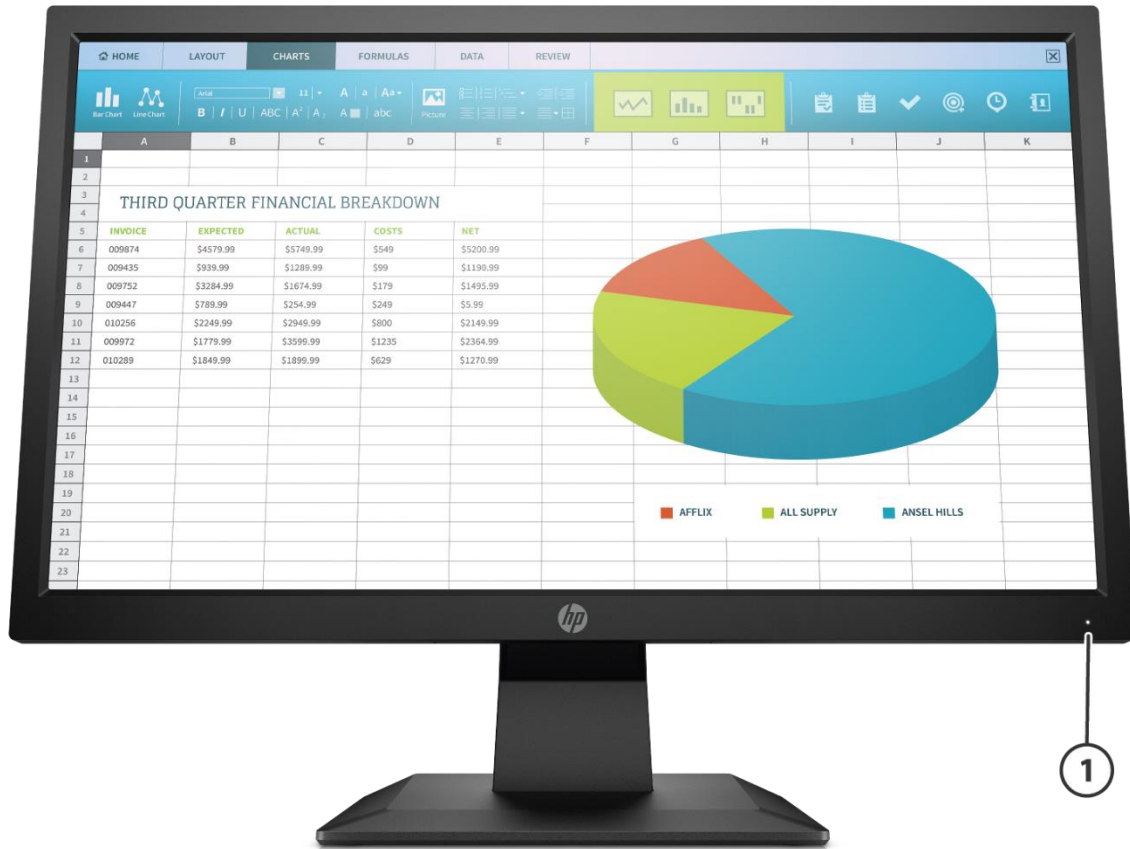 HOME LAYOUT CHARTS FORMULAS DATA REVIEW
Arial 11 A a Aa
Bar Chart Line Chart B I U ABC A² A₂ A abc Picture
A B C D E F G H I J K
1
2
3
THIRD QUARTER FINANCIAL BREAKDOWN
4
5 INVOICE EXPECTED ACTUAL COSTS NET
6 009874 $4579.99 $5749.99 $549 $5200.99
7 009435 $939.99 $1289.99 $99 $1190.99
8 009752 $3284.99 $1674.99 $179 $1495.99
9 009447 $789.99 $254.99 $249 $5.99
10 010256 $2249.99 $2949.99 $800 $2149.99
11 009972 $1779.99 $3599.99 $1235 $2364.99
12 010289 $1849.99 $1899.99 $629 $1270.99
13
14
15
16
17
18
19
20 AFFLIX ALL SUPPLY ANSEL HILLS
21
22
23
hp
1